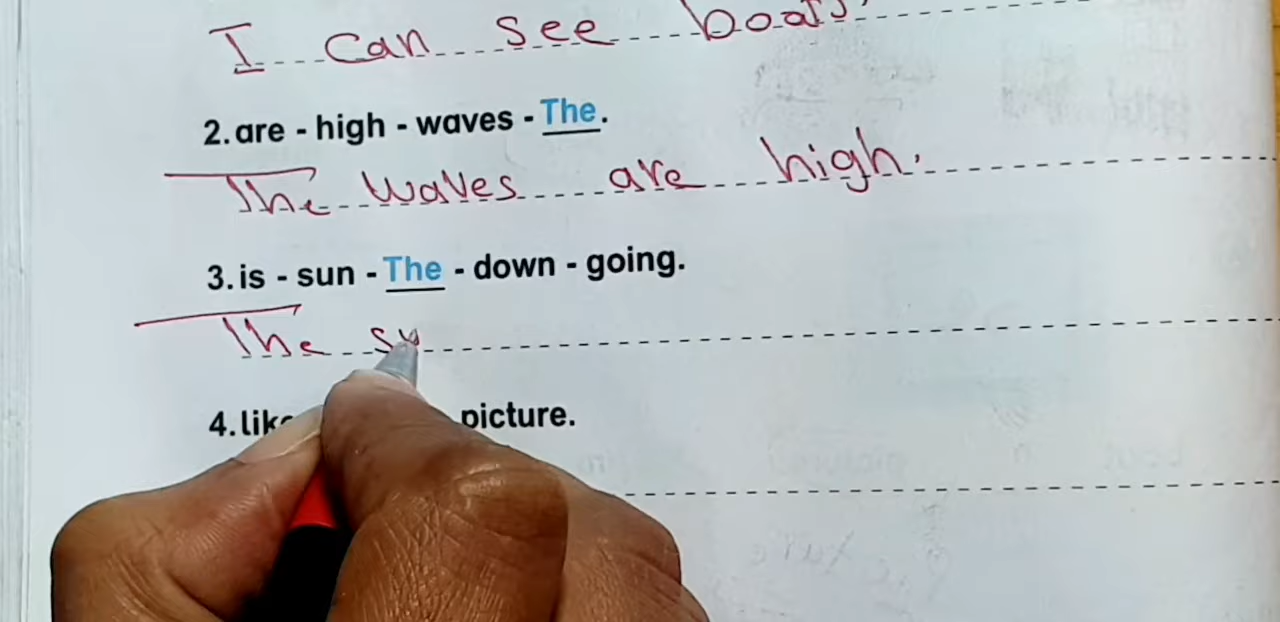 I can see boats.
2. are - high - waves - The.
The waves are high.
3. is - sun - The - down - going.
The su
4. picture.